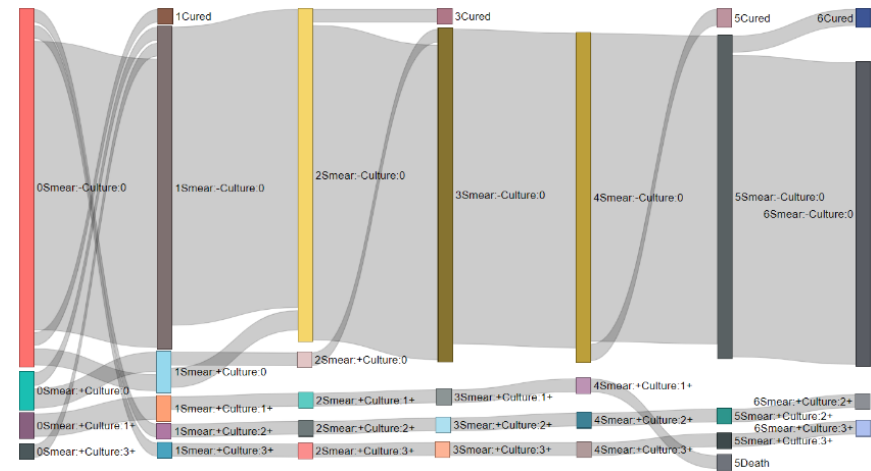 1Cured
3Cured
5Cured
6Cured
0Smear:-Culture:0
1Smear:-Culture:0
2Smear:-Culture:0
3Smear:-Culture:0
4Smear:-Culture:0
5Smear:-Culture:0
6Smear:-Culture:0
0Smear:+Culture:0
1Smear:+Culture:0
2Smear:+Culture:0
0Smear:+Culture:1+
1Smear:+Culture:1+
2Smear:+Culture:1+
3Smear:+Culture:1+
4Smear:+Culture:1+
1Smear:+Culture:2+
2Smear:+Culture:2+
3Smear:+Culture:2+
4Smear:+Culture:2+
5Smear:+Culture:2+
6Smear:+Culture:2+
0Smear:+Culture:3+
1Smear:+Culture:3+
2Smear:+Culture:3+
3Smear:+Culture:3+
4Smear:+Culture:3+
5Smear:+Culture:3+
6Smear:+Culture:3+
5Death